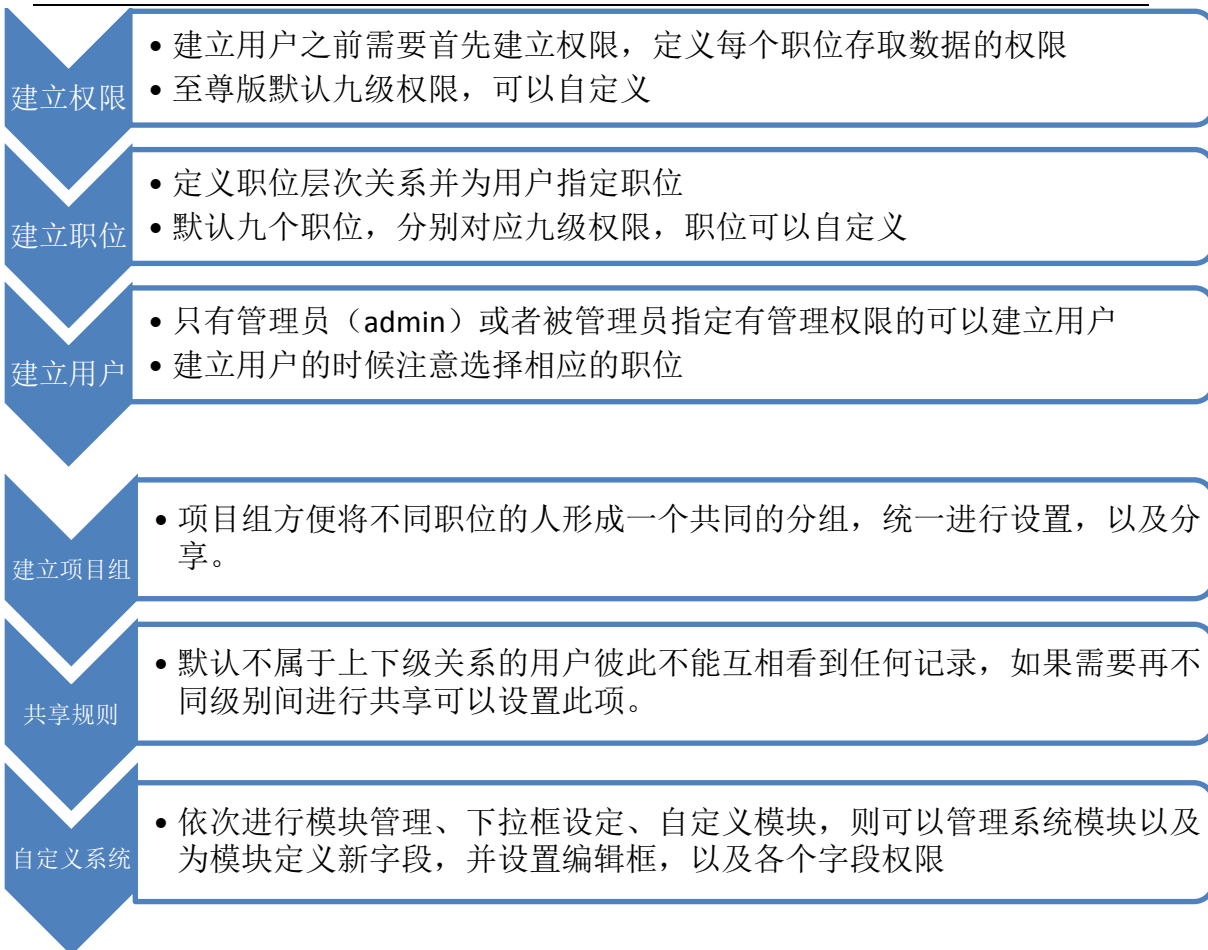 建立权限
• 建立用户之前需要首先建立权限，定义每个职位存取数据的权限
• 至尊版默认九级权限，可以自定义
建立职位
• 定义职位层次关系并为用户指定职位
• 默认九个职位，分别对应九级权限，职位可以自定义
建立用户
• 只有管理员（admin）或者被管理员指定有管理权限的可以建立用户
• 建立用户的时候注意选择相应的职位
建立项目组
• 项目组方便将不同职位的人形成一个共同的分组，统一进行设置，以及分
享。
共享规则
• 默认不属于上下级关系的用户彼此不能互相看到任何记录，如果需要再不
同级别间进行共享可以设置此项。
自定义系统
• 依次进行模块管理、下拉框设定、自定义模块，则可以管理系统模块以及
为模块定义新字段，并设置编辑框，以及各个字段权限